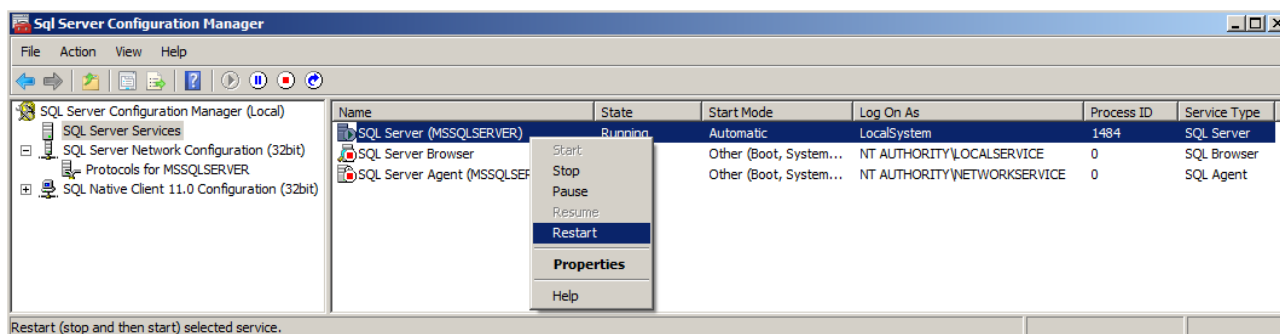 Sql Server Configuration Manager
File Action View Help
SQL Server Configuration Manager (Local)
SQL Server Services
SQL Server Network Configuration (32bit)
Protocols for MSSQLSERVER
SQL Native Client 11.0 Configuration (32bit)
Name State Start Mode Log On As Process ID Service Type
SQL Server (MSSQLSERVER) Running Automatic LocalSystem 1484 SQL Server
SQL Server Browser Other (Boot, System... NT AUTHORITY\LOCALSERVICE 0 SQL Browser
SQL Server Agent (MSSQLSER Other (Boot, System... NT AUTHORITY\NETWORKSERVICE 0 SQL Agent
Start
Stop
Pause
Resume
Restart
Properties
Help
Restart (stop and then start) selected service.